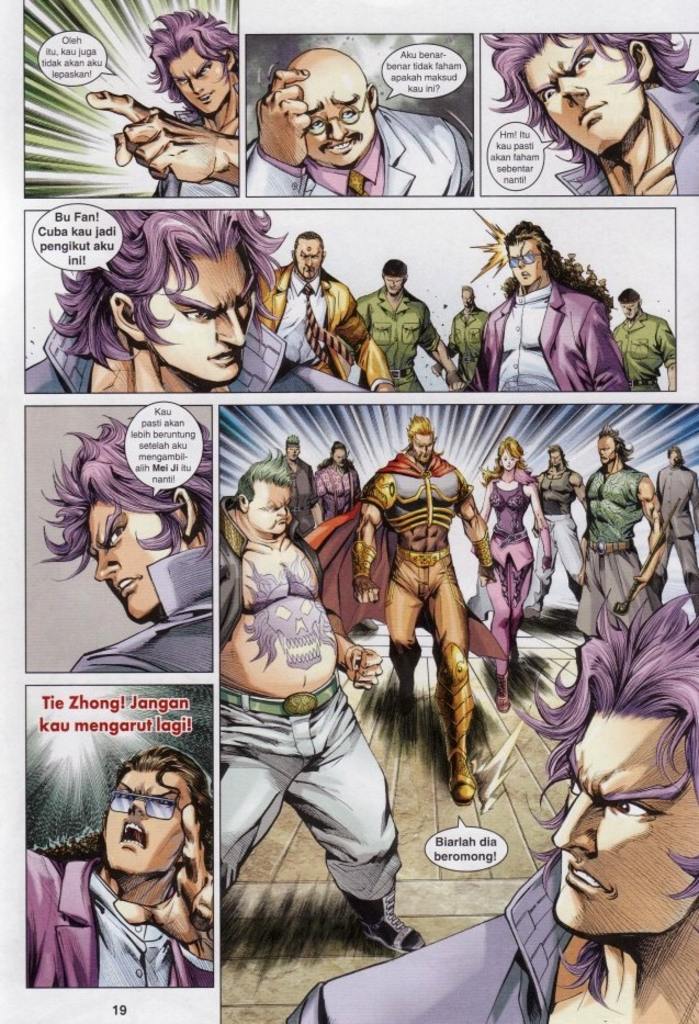 Oleh
itu, kau juga
tidak akan aku
lepaskan!
Aku benar-
benar tidak faham
apakah maksud
kau ini?
Hm! Itu
kau pasti
akan faham
sebentar
nanti!
Bu Fan!
Cuba kau jadi
pengikut aku
ini!
Kau
pasti akan
lebih beruntung
setelah aku
mengambil-
alih Mei Ji itu
nanti!
Tie Zhong! Jangan
kau mengarut lagi!
Biarlah dia
beromong!
19